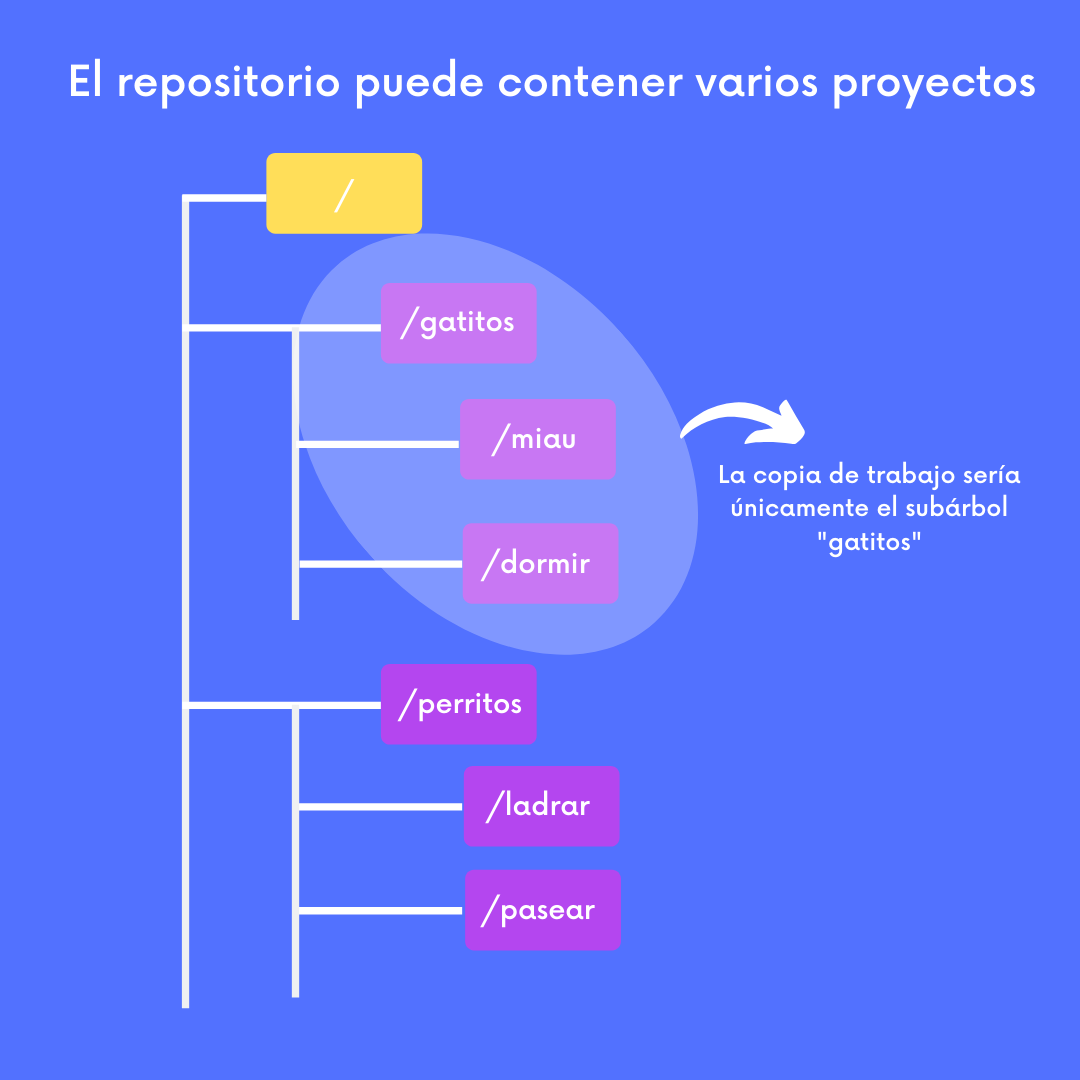 El repositorio puede contener varios proyectos
/
/gatitos
/miau
/dormir
La copia de trabajo sería
únicamente el subárbol
"gatitos"
/perritos
/ladrar
/pasear